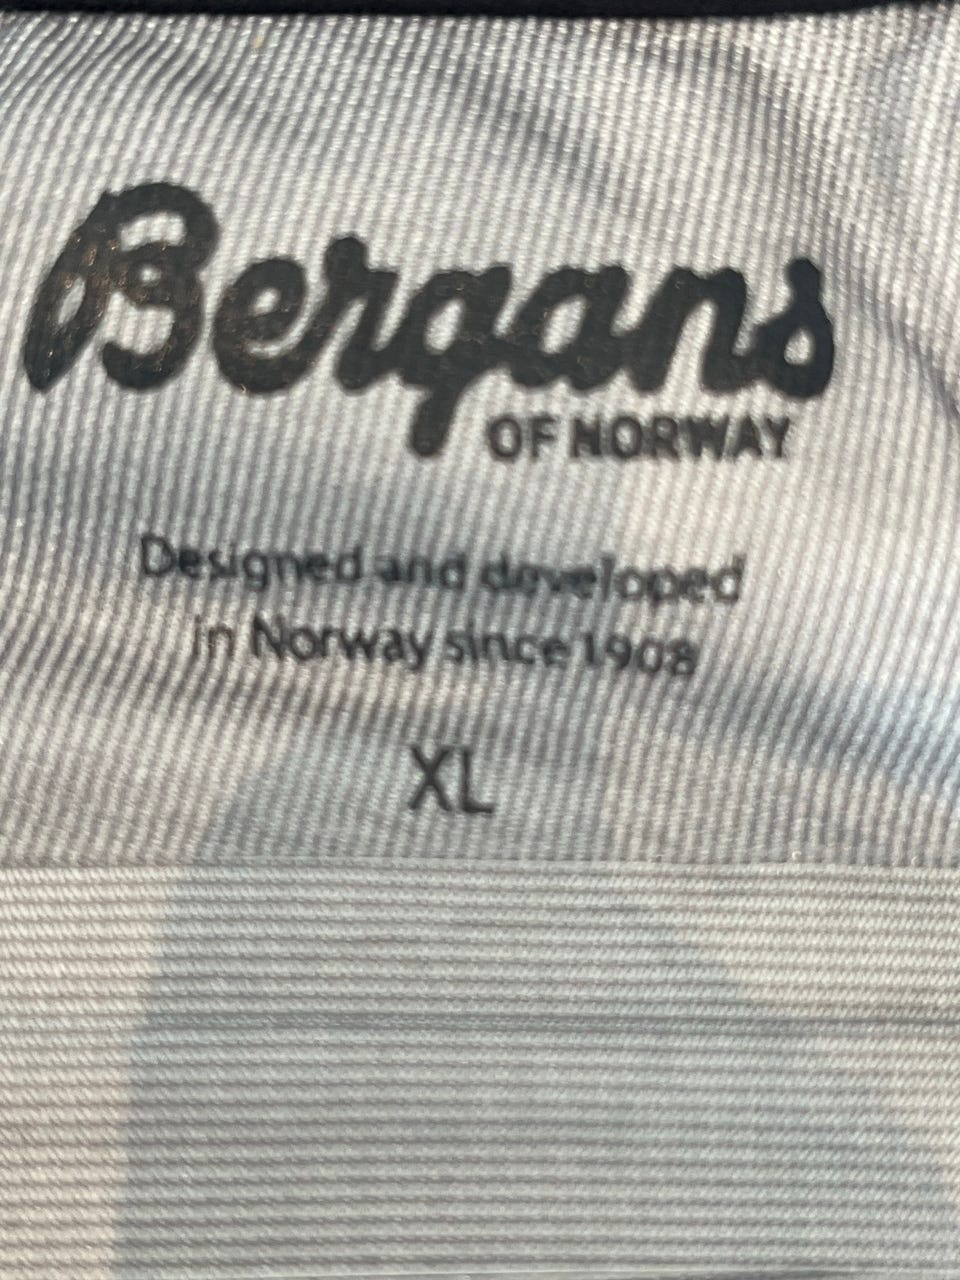 Bergans
OF NORWAY
Designed and developed
in Norway since 1908
XL